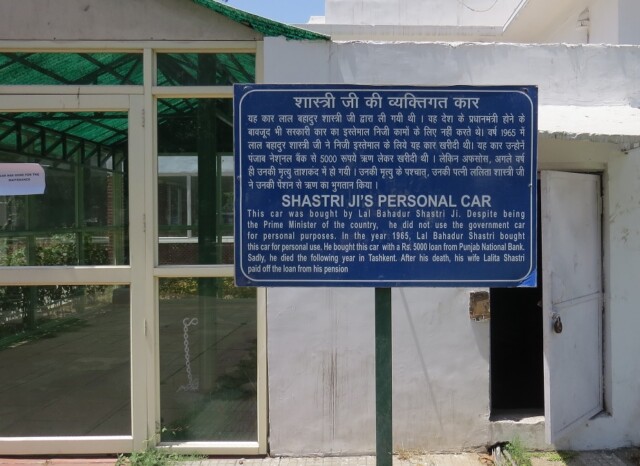 शास्त्री जी की व्यक्तिगत कार
यह कार लाल बहादुर शास्त्री जी द्वारा ली गयी थी । वह देश के प्रधानमंत्री होने के
बावजूद भी सरकारी कार का इस्तेमाल निजी कामों के लिए नही करते थे। वर्ष 1965 में
लाल बहादुर शास्त्री ने निजी इस्तेमाल के लिये यह कार खरीदी थी। यह कार उन्होने
पंजाब नेशनल बैंक से 5000 रूपये ऋण लेकर खरीदी थी । लेकिन अफसोस, अगले वर्ष
ही उनकी मृत्यु ताशकंद में हो गयी । उनकी मृत्यु के पश्चात्, उनकी पत्नी ललिता शास्त्री जी
ने उनकी पेंशन से ऋण का भुगतान किया ।
SHASTRI JI'S PERSONAL CAR
This car was bought by Lal Bahadur Shastri Ji. Despite being
the Prime Minister of the country, he did not use the government car
for personal purposes. In the year 1965, Lal Bahadur Shastri bought
this car for personal use. He bought this car with a Rs. 5000 loan from Punjab National Bank.
Sadly, he died the following year in Tashkent. After his death, his wife Lalita Shastri
paid off the loan from his pension